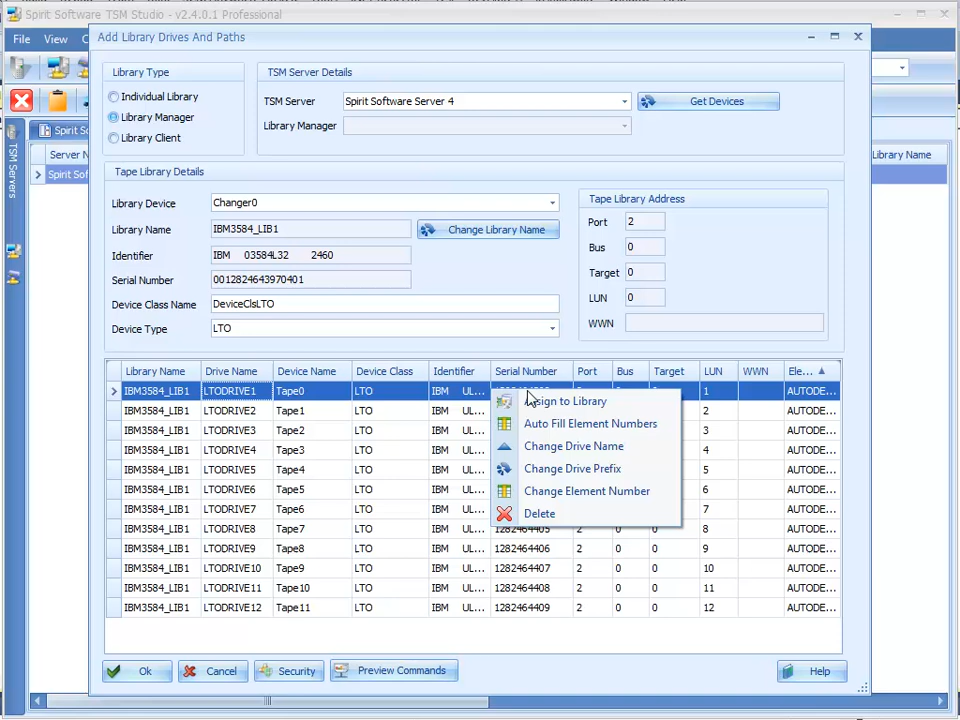 Spirit Software TSM Studio - v2.4.0.1 Professional
File View
Add Library Drives And Paths
Library Type
Individual Library
Library Manager
Library Client
TSM Server Details
TSM Server Spirit Software Server 4 Get Devices
Library Manager
Spirit So
Server N
Library Name
Spirit Sof
TSM Servers
Tape Library Details
Library Device Changer0
Library Name IBM3584_LIB1 Change Library Name
Identifier IBM 03584L32 2460
Serial Number 0012824643970401
Device Class Name DeviceClsLTO
Device Type LTO
Tape Library Address
Port 2
Bus 0
Target 0
LUN 0
WWN
Library Name Drive Name Device Name Device Class Identifier Serial Number Port Bus Target LUN WWN Ele...
IBM3584_LIB1 LTODRIVE1 Tape0 LTO IBM UL... 1 AUTODE...
IBM3584_LIB1 LTODRIVE2 Tape1 LTO IBM UL... 2 AUTODE...
IBM3584_LIB1 LTODRIVE3 Tape2 LTO IBM UL... 3 AUTODE...
IBM3584_LIB1 LTODRIVE4 Tape3 LTO IBM UL... 4 AUTODE...
IBM3584_LIB1 LTODRIVE5 Tape4 LTO IBM UL... 5 AUTODE...
IBM3584_LIB1 LTODRIVE6 Tape5 LTO IBM UL... 6 AUTODE...
IBM3584_LIB1 LTODRIVE7 Tape6 LTO IBM UL... 7 AUTODE...
IBM3584_LIB1 LTODRIVE8 Tape7 LTO IBM UL... 1282464405 2 0 0 8 AUTODE...
IBM3584_LIB1 LTODRIVE9 Tape8 LTO IBM UL... 1282464406 2 0 0 9 AUTODE...
IBM3584_LIB1 LTODRIVE10 Tape9 LTO IBM UL... 1282464407 2 0 0 10 AUTODE...
IBM3584_LIB1 LTODRIVE11 Tape10 LTO IBM UL... 1282464408 2 0 0 11 AUTODE...
IBM3584_LIB1 LTODRIVE12 Tape11 LTO IBM UL... 1282464409 2 0 0 12 AUTODE...
Assign to Library
Auto Fill Element Numbers
Change Drive Name
Change Drive Prefix
Change Element Number
Delete
Ok Cancel Security Preview Commands Help